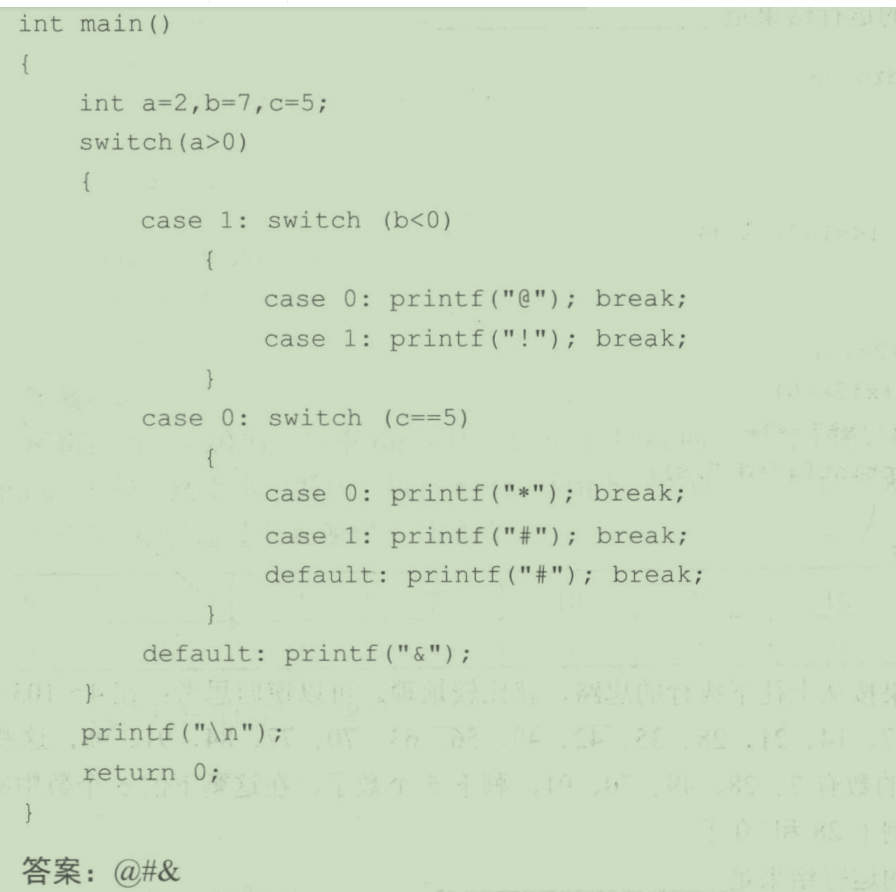 int main()
{
int a=2,b=7,c=5;
switch(a>0)
{
case 1: switch (b<0)
{
case 0: printf("@"); break;
case 1: printf("!"); break;
}
case 0: switch (c==5)
{
case 0: printf("*"); break;
case 1: printf("#"); break;
default: printf("#"); break;
}
default: printf("&");
}
printf("\n");
return 0;
}
答案：@#&